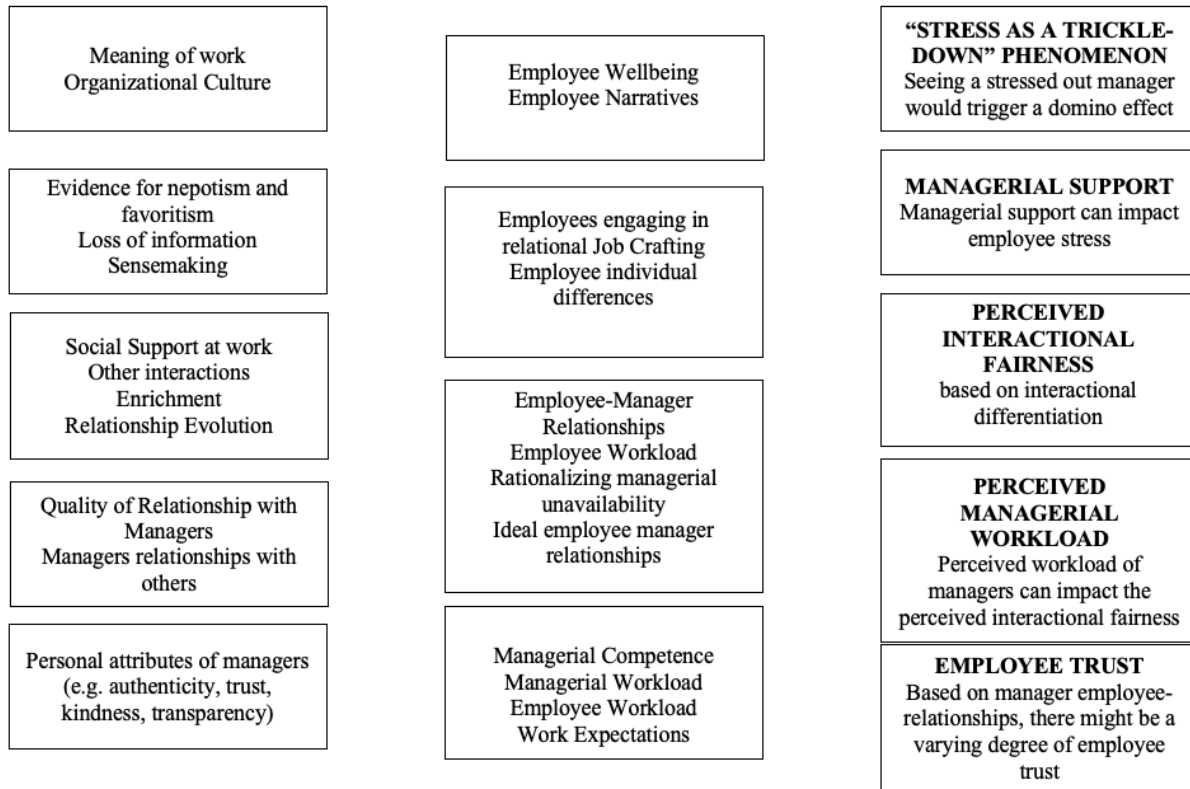 Meaning of work
Organizational Culture
Evidence for nepotism and
favoritism
Loss of information
Sensemaking
Social Support at work
Other interactions
Enrichment
Relationship Evolution
Quality of Relationship with
Managers
Managers relationships with
others
Personal attributes of managers
(e.g. authenticity, trust,
kindness, transparency)
Employee Wellbeing
Employee Narratives
Employees engaging in
relational Job Crafting
Employee individual
differences
Employee-Manager
Relationships
Employee Workload
Rationalizing managerial
unavailability
Ideal employee manager
relationships
Managerial Competence
Managerial Workload
Employee Workload
Work Expectations
“STRESS AS A TRICKLE-
DOWN” PHENOMENON
Seeing a stressed out manager
would trigger a domino effect
MANAGERIAL SUPPORT
Managerial support can impact
employee stress
PERCEIVED
INTERACTIONAL
FAIRNESS
based on interactional
differentiation
PERCEIVED
MANAGERIAL
WORKLOAD
Perceived workload of
managers can impact the
perceived interactional fairness
EMPLOYEE TRUST
Based on manager employee-
relationships, there might be a
varying degree of employee
trust